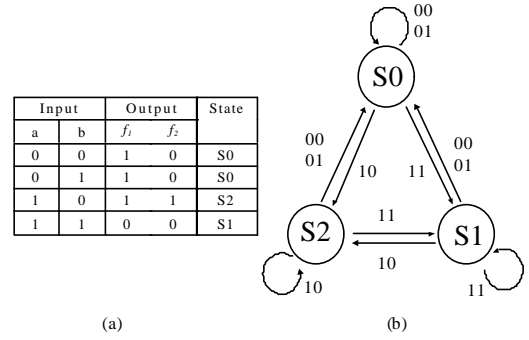 Input Output State
a b f1 f2
0 0 1 0 S0
0 1 1 0 S0
1 0 1 1 S2
1 1 0 0 S1
(a)
00
01
S0
00
01
10
11
00
01
S2
11
S1
10
10
11
(b)